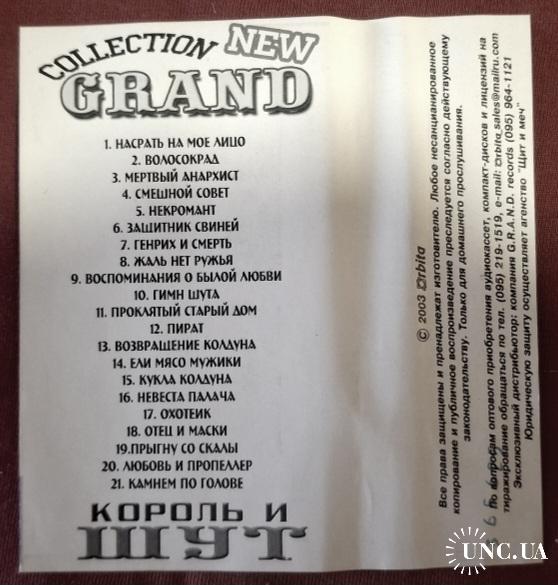 COLLECTION NEW
GRAND
1. НАСРАТЬ НА МОЕ ЛИЦО
2. ВОЛОСОКРАД
3. МЕРТВЫЙ АНАРХИСТ
4. СМЕШНОЙ СОВЕТ
5. НЕКРОМАНТ
6. ЗАЩИТНИК СВИНЕЙ
7. ГЕНРИХ И СМЕРТЬ
8. ЖАЛЬ НЕТ РУЖЬЯ
9. ВОСПОМИНАНИЯ О БЫЛОЙ ЛЮБВИ
10. ГИМН ШУТА
11. ПРОКЛЯТЫЙ СТАРЫЙ ДОМ
12. ПИРАТ
13. ВОЗВРАЩЕНИЕ КОЛДУНА
14. ЕЛИ МЯСО МУЖИКИ
15. КУКЛА КОЛДУНА
16. НЕВЕСТА ПАЛАЧА
17. ОХОТЕИК
18. ОТЕЦ И МАСКИ
19.ПРЫГНУ СО СКАЛЫ
20. ЛЮБОВЬ И ПРОПЕЛЛЕР
21. КАМНЕМ ПО ГОЛОВЕ
КОРОЛЬ И
ШУТ
© 2003 Orbita
Все права защищены и пренадлежат изготовителю. Любое несанцианированное
копирование и публичное воспроизведение преследуется согласно действующему
законодательству. Только для домашнего прослушивания.
По вопросам оптового приобретения аудиокассет, компакт-дисков и лицензий на
тиражирование обращаться по тел. (095) 219-1519, e-mail: Orbita_sales@mailru.com
Эксклюзивный дистрибьютор: компания G.R.A.N.D. records (095) 964-1121
Юридическую защиту осуществляет агенство "Щит и меч"
UNC.UA